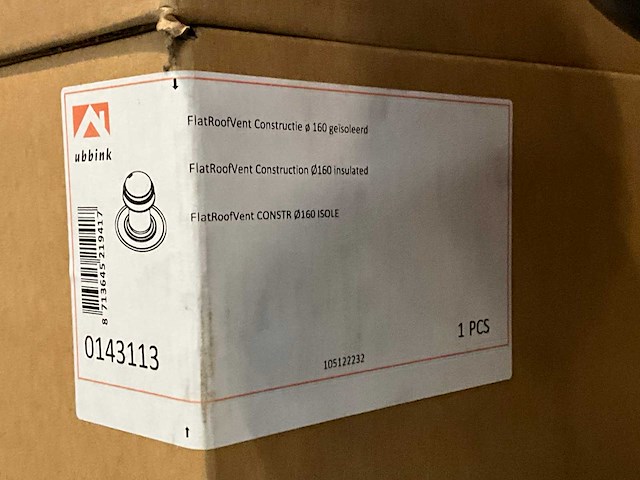 ubbink
FlatRoofVent Constructie ø 160 geïsoleerd
FlatRoofVent Construction Ø160 insulated
FlatRoofVent CONSTR Ø160 ISOLE
8 713645 219417
0143113
105122232
1 PCS